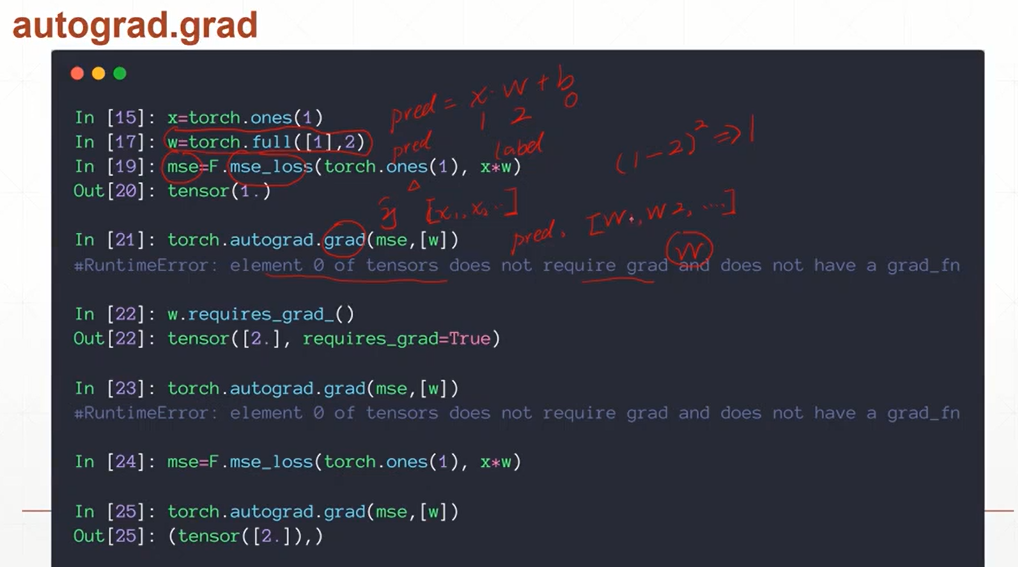 autograd.grad
pred = x · w + b
1 2 0
In [15]: x=torch.ones(1)
In [17]: w=torch.full([1],2)
pred label
(1-2)² => 1
In [19]: mse=F.mse_loss(torch.ones(1), x*w)
Out[20]: tensor(1.)
[x₁, x₂ ...]
pred, [w₁, w2, ...]
In [21]: torch.autograd.grad(mse,[w])
w
#RuntimeError: element 0 of tensors does not require grad and does not have a grad_fn
In [22]: w.requires_grad_()
Out[22]: tensor([2.], requires_grad=True)
In [23]: torch.autograd.grad(mse,[w])
#RuntimeError: element 0 of tensors does not require grad and does not have a grad_fn
In [24]: mse=F.mse_loss(torch.ones(1), x*w)
In [25]: torch.autograd.grad(mse,[w])
Out[25]: (tensor([2.]),)